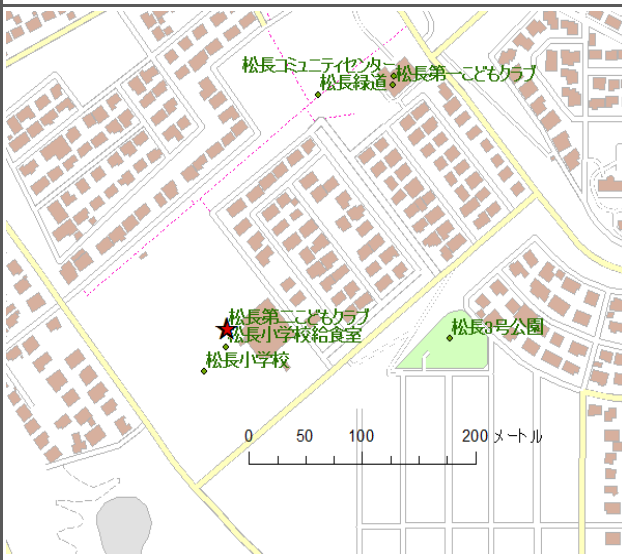 松長コミュニティセンター
松長第一こどもクラブ
松長緑道
松長第二こどもクラブ
松長小学校給食室
松長3号公園
松長小学校
0 50 100 200 メートル